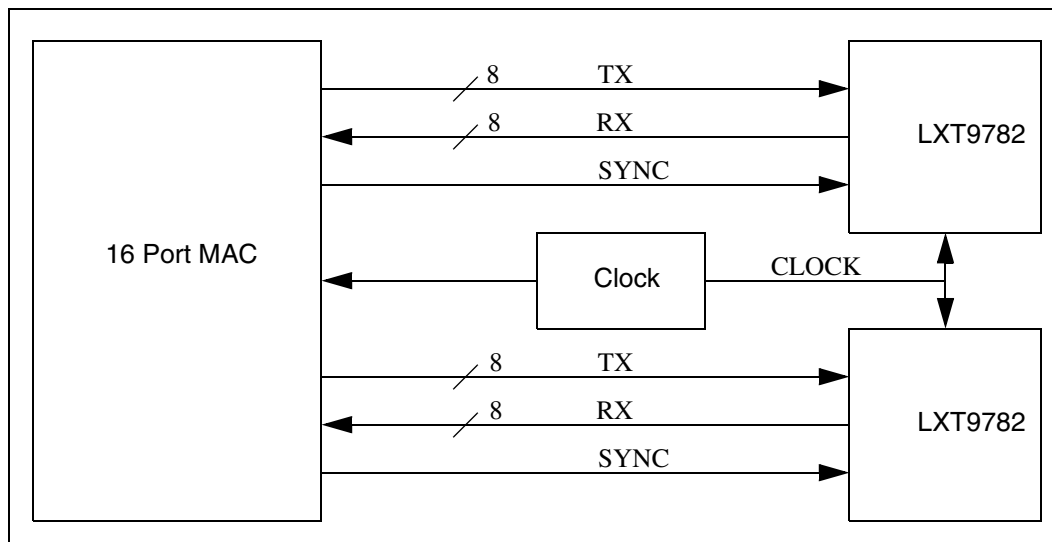 8 TX
8 RX
LXT9782
SYNC
16 Port MAC
Clock
CLOCK
8 TX
8 RX
LXT9782
SYNC